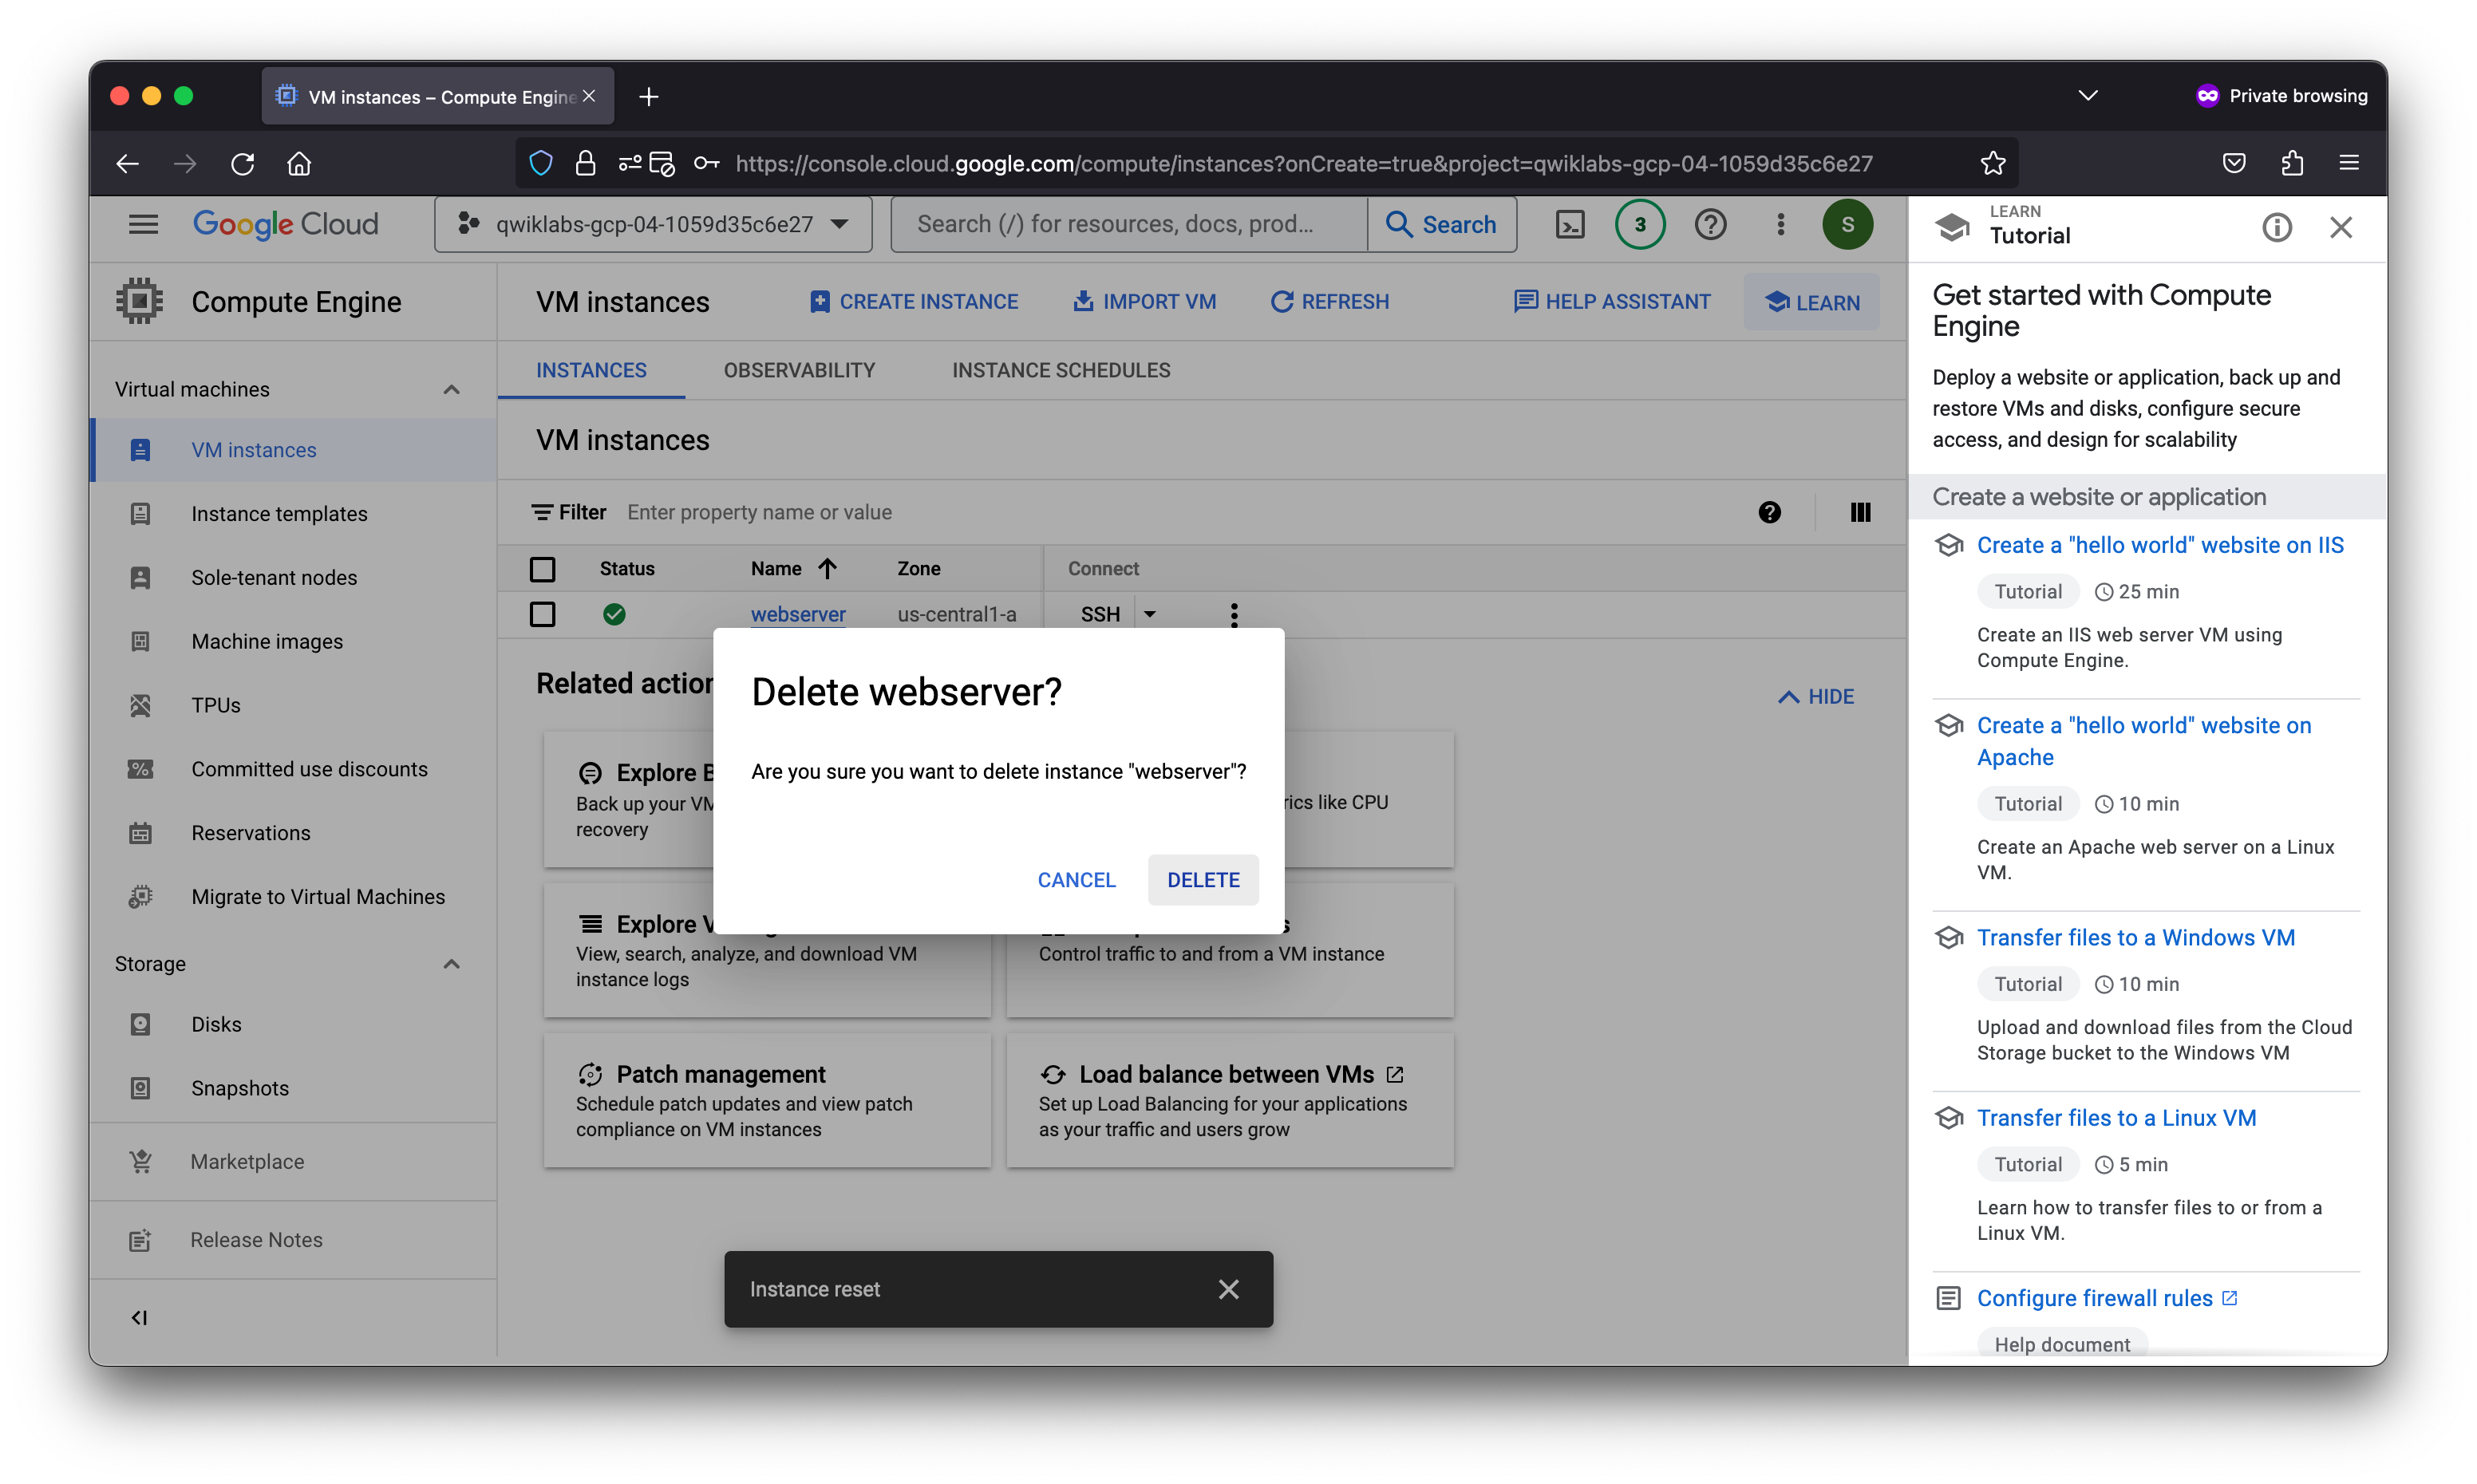 VM instances – Compute Engine
Private browsing
https://console.cloud.google.com/compute/instances?onCreate=true&project=qwiklabs-gcp-04-1059d35c6e27
Google Cloud
qwiklabs-gcp-04-1059d35c6e27
Search (/) for resources, docs, prod...
Search
3
S
LEARN
Tutorial
Compute Engine
VM instances
CREATE INSTANCE
IMPORT VM
REFRESH
HELP ASSISTANT
LEARN
Virtual machines
VM instances
Instance templates
Sole-tenant nodes
Machine images
TPUs
Committed use discounts
Reservations
Migrate to Virtual Machines
Storage
Disks
Snapshots
Marketplace
Release Notes
INSTANCES
OBSERVABILITY
INSTANCE SCHEDULES
VM instances
Filter
Enter property name or value
Status
Name
Zone
Connect
webserver
us-central1-a
SSH
Related action
HIDE
Explore B
Back up your VM
recovery
rics like CPU
Delete webserver?
Are you sure you want to delete instance "webserver"?
CANCEL
DELETE
Explore V
View, search, analyze, and download VM
instance logs
Control traffic to and from a VM instance
Patch management
Schedule patch updates and view patch
compliance on VM instances
Load balance between VMs
Set up Load Balancing for your applications
as your traffic and users grow
Instance reset
Get started with Compute
Engine
Deploy a website or application, back up and
restore VMs and disks, configure secure
access, and design for scalability
Create a website or application
Create a "hello world" website on IIS
Tutorial
25 min
Create an IIS web server VM using
Compute Engine.
Create a "hello world" website on
Apache
Tutorial
10 min
Create an Apache web server on a Linux
VM.
Transfer files to a Windows VM
Tutorial
10 min
Upload and download files from the Cloud
Storage bucket to the Windows VM
Transfer files to a Linux VM
Tutorial
5 min
Learn how to transfer files to or from a
Linux VM.
Configure firewall rules
Help document